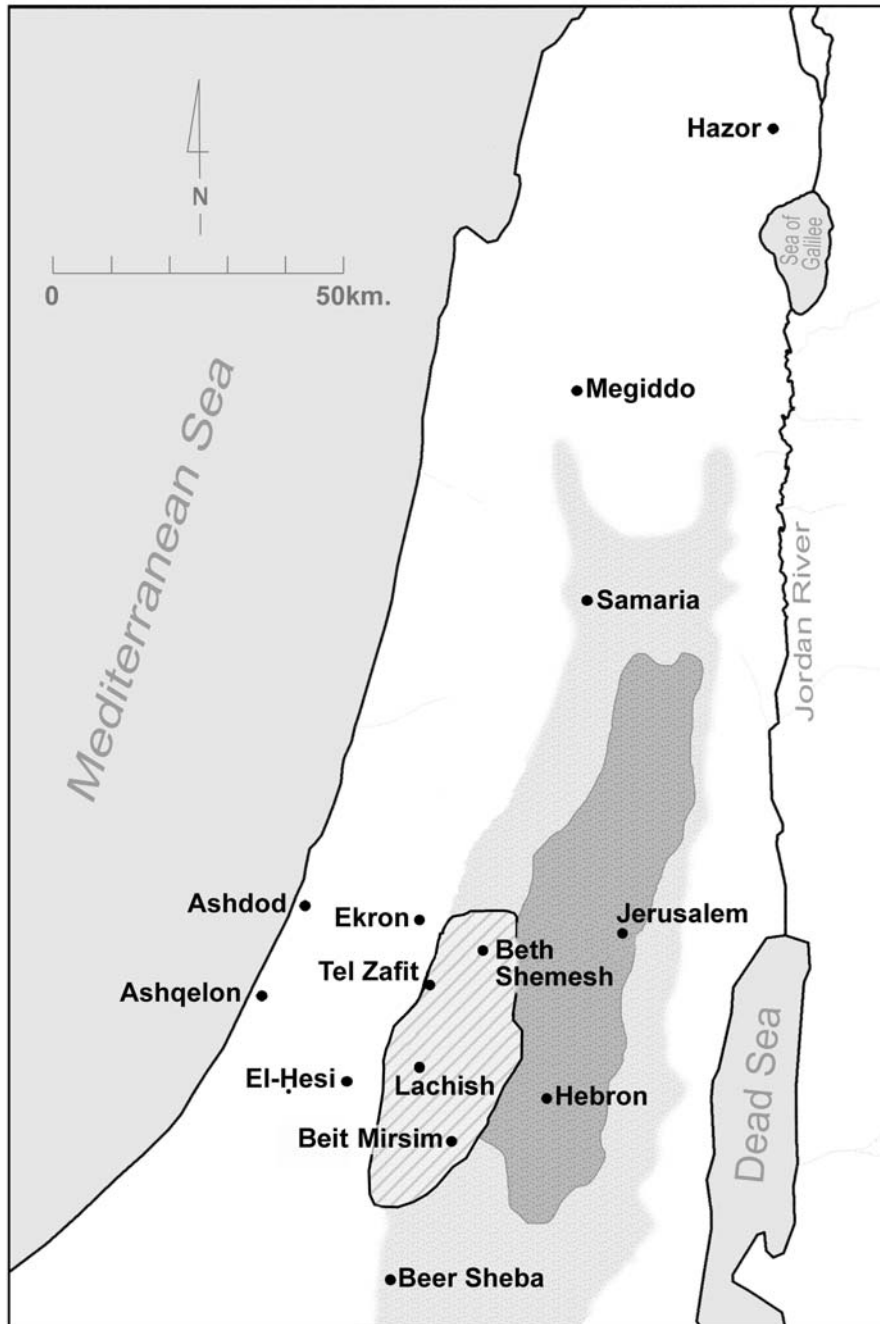 Hazor
N
Sea of
Galilee
0 50km.
Megiddo
Mediterranean Sea
Jordan River
Samaria
Ashdod
Ekron
Jerusalem
Beth
Shemesh
Tel Zafit
Ashqelon
El-Ḥesi
Lachish
Hebron
Beit Mirsim
Dead Sea
Beer Sheba